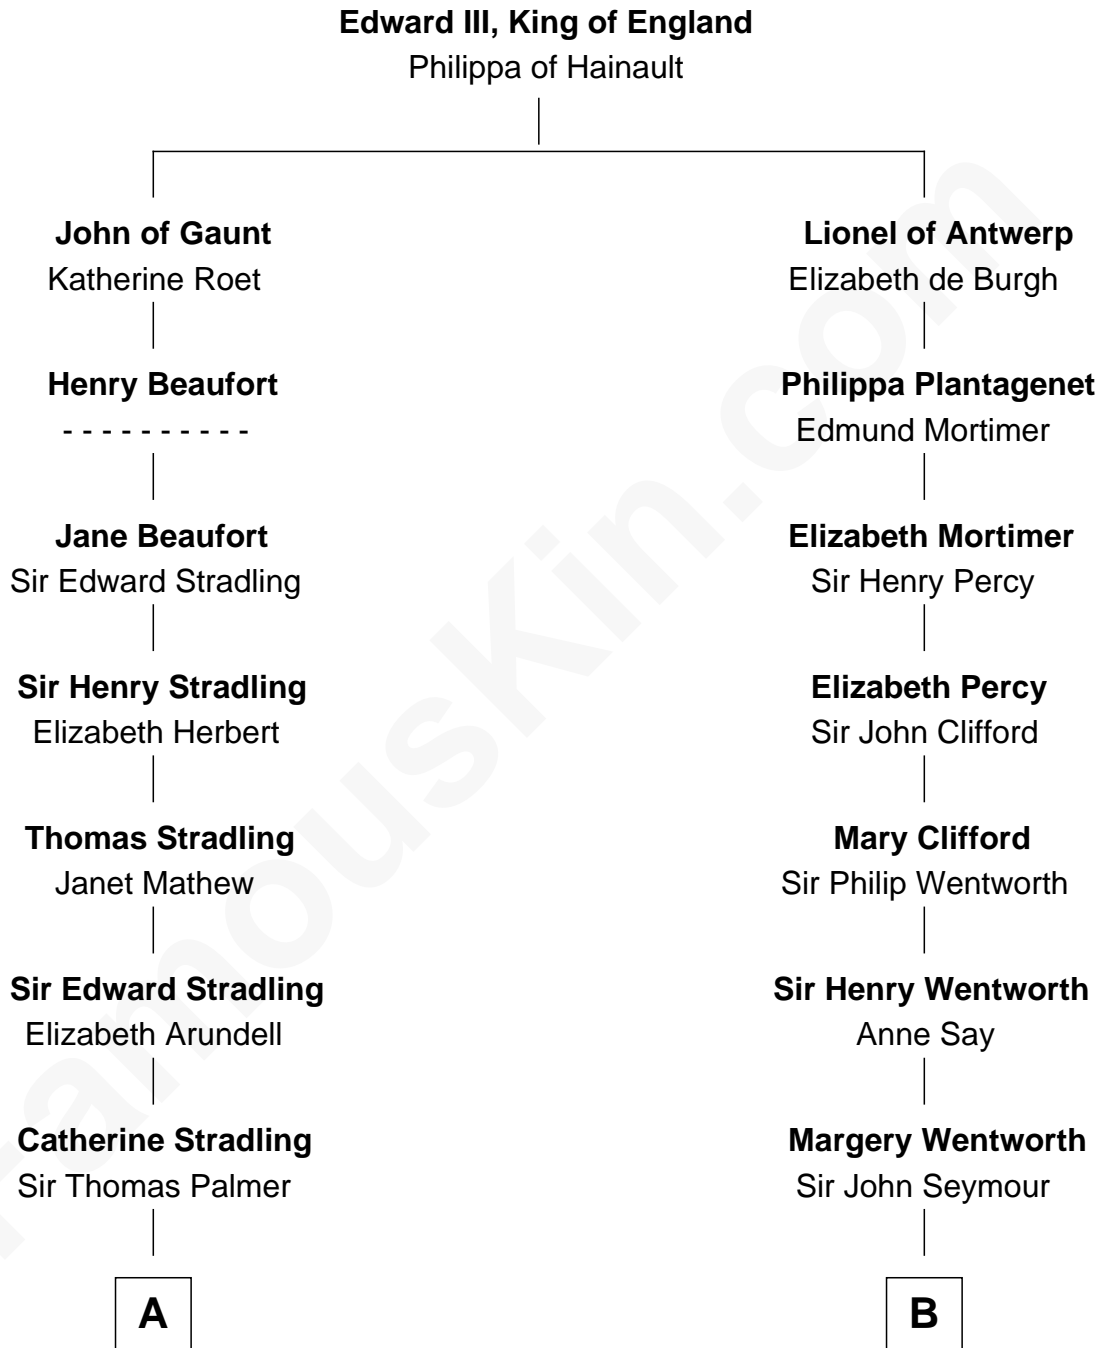 Edward III, King of England
Philippa of Hainault
John of Gaunt
Katherine Roet
Lionel of Antwerp
Elizabeth de Burgh
Henry Beaufort
- - - - - - - - - -
Philippa Plantagenet
Edmund Mortimer
Jane Beaufort
Sir Edward Stradling
Elizabeth Mortimer
Sir Henry Percy
Sir Henry Stradling
Elizabeth Herbert
Elizabeth Percy
Sir John Clifford
Thomas Stradling
Janet Mathew
Mary Clifford
Sir Philip Wentworth
Sir Edward Stradling
Elizabeth Arundell
Sir Henry Wentworth
Anne Say
Catherine Stradling
Sir Thomas Palmer
Margery Wentworth
Sir John Seymour
A
B
FamousKin.com